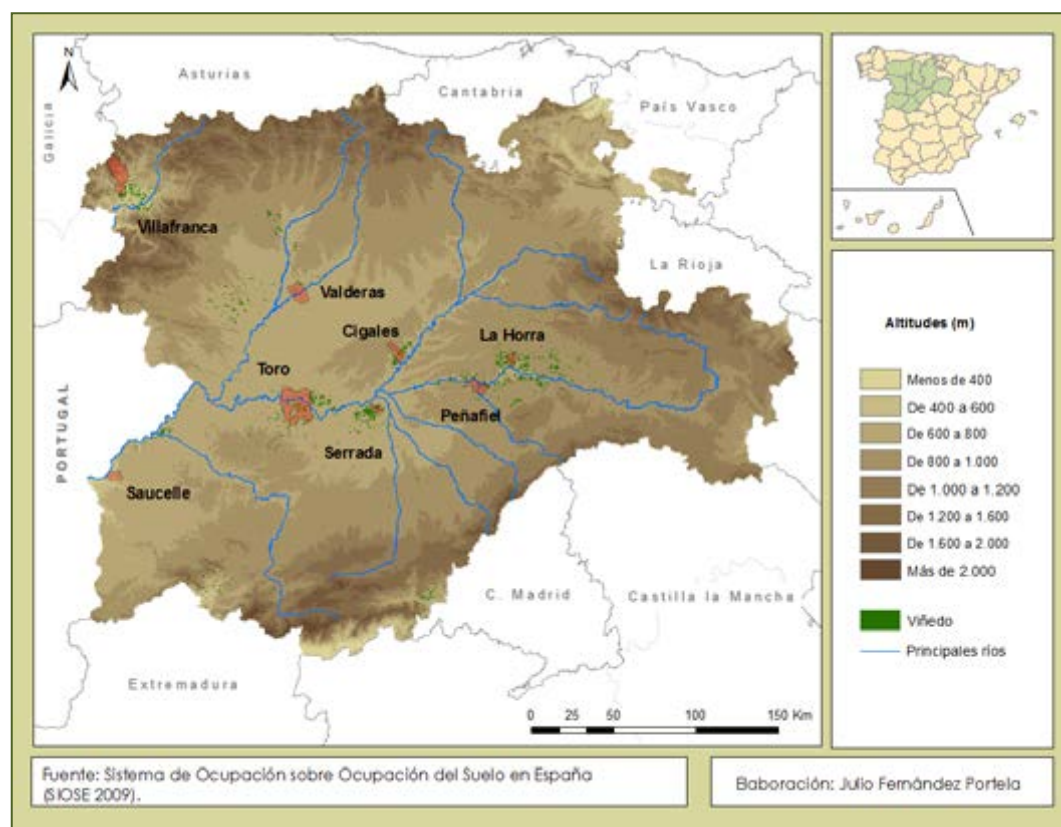 N
Asturias
Cantabria
País Vasco
Galicia
Villafranca
La Rioja
Valderas
Cigales
La Horra
Toro
Peñafiel
PORTUGAL
Serrada
Saucelle
C. Madrid
Castilla la Mancha
Extremadura
0 25 50 100 150 Km
Altitudes (m)
Menos de 400
De 400 a 600
De 600 a 800
De 800 a 1.000
De 1.000 a 1.200
De 1.200 a 1.600
De 1.600 a 2.000
Más de 2.000
Viñedo
Principales ríos
Fuente: Sistema de Ocupación sobre Ocupación del Suelo en España
(SIOSE 2009).
Elaboración: Julio Fernández Portela